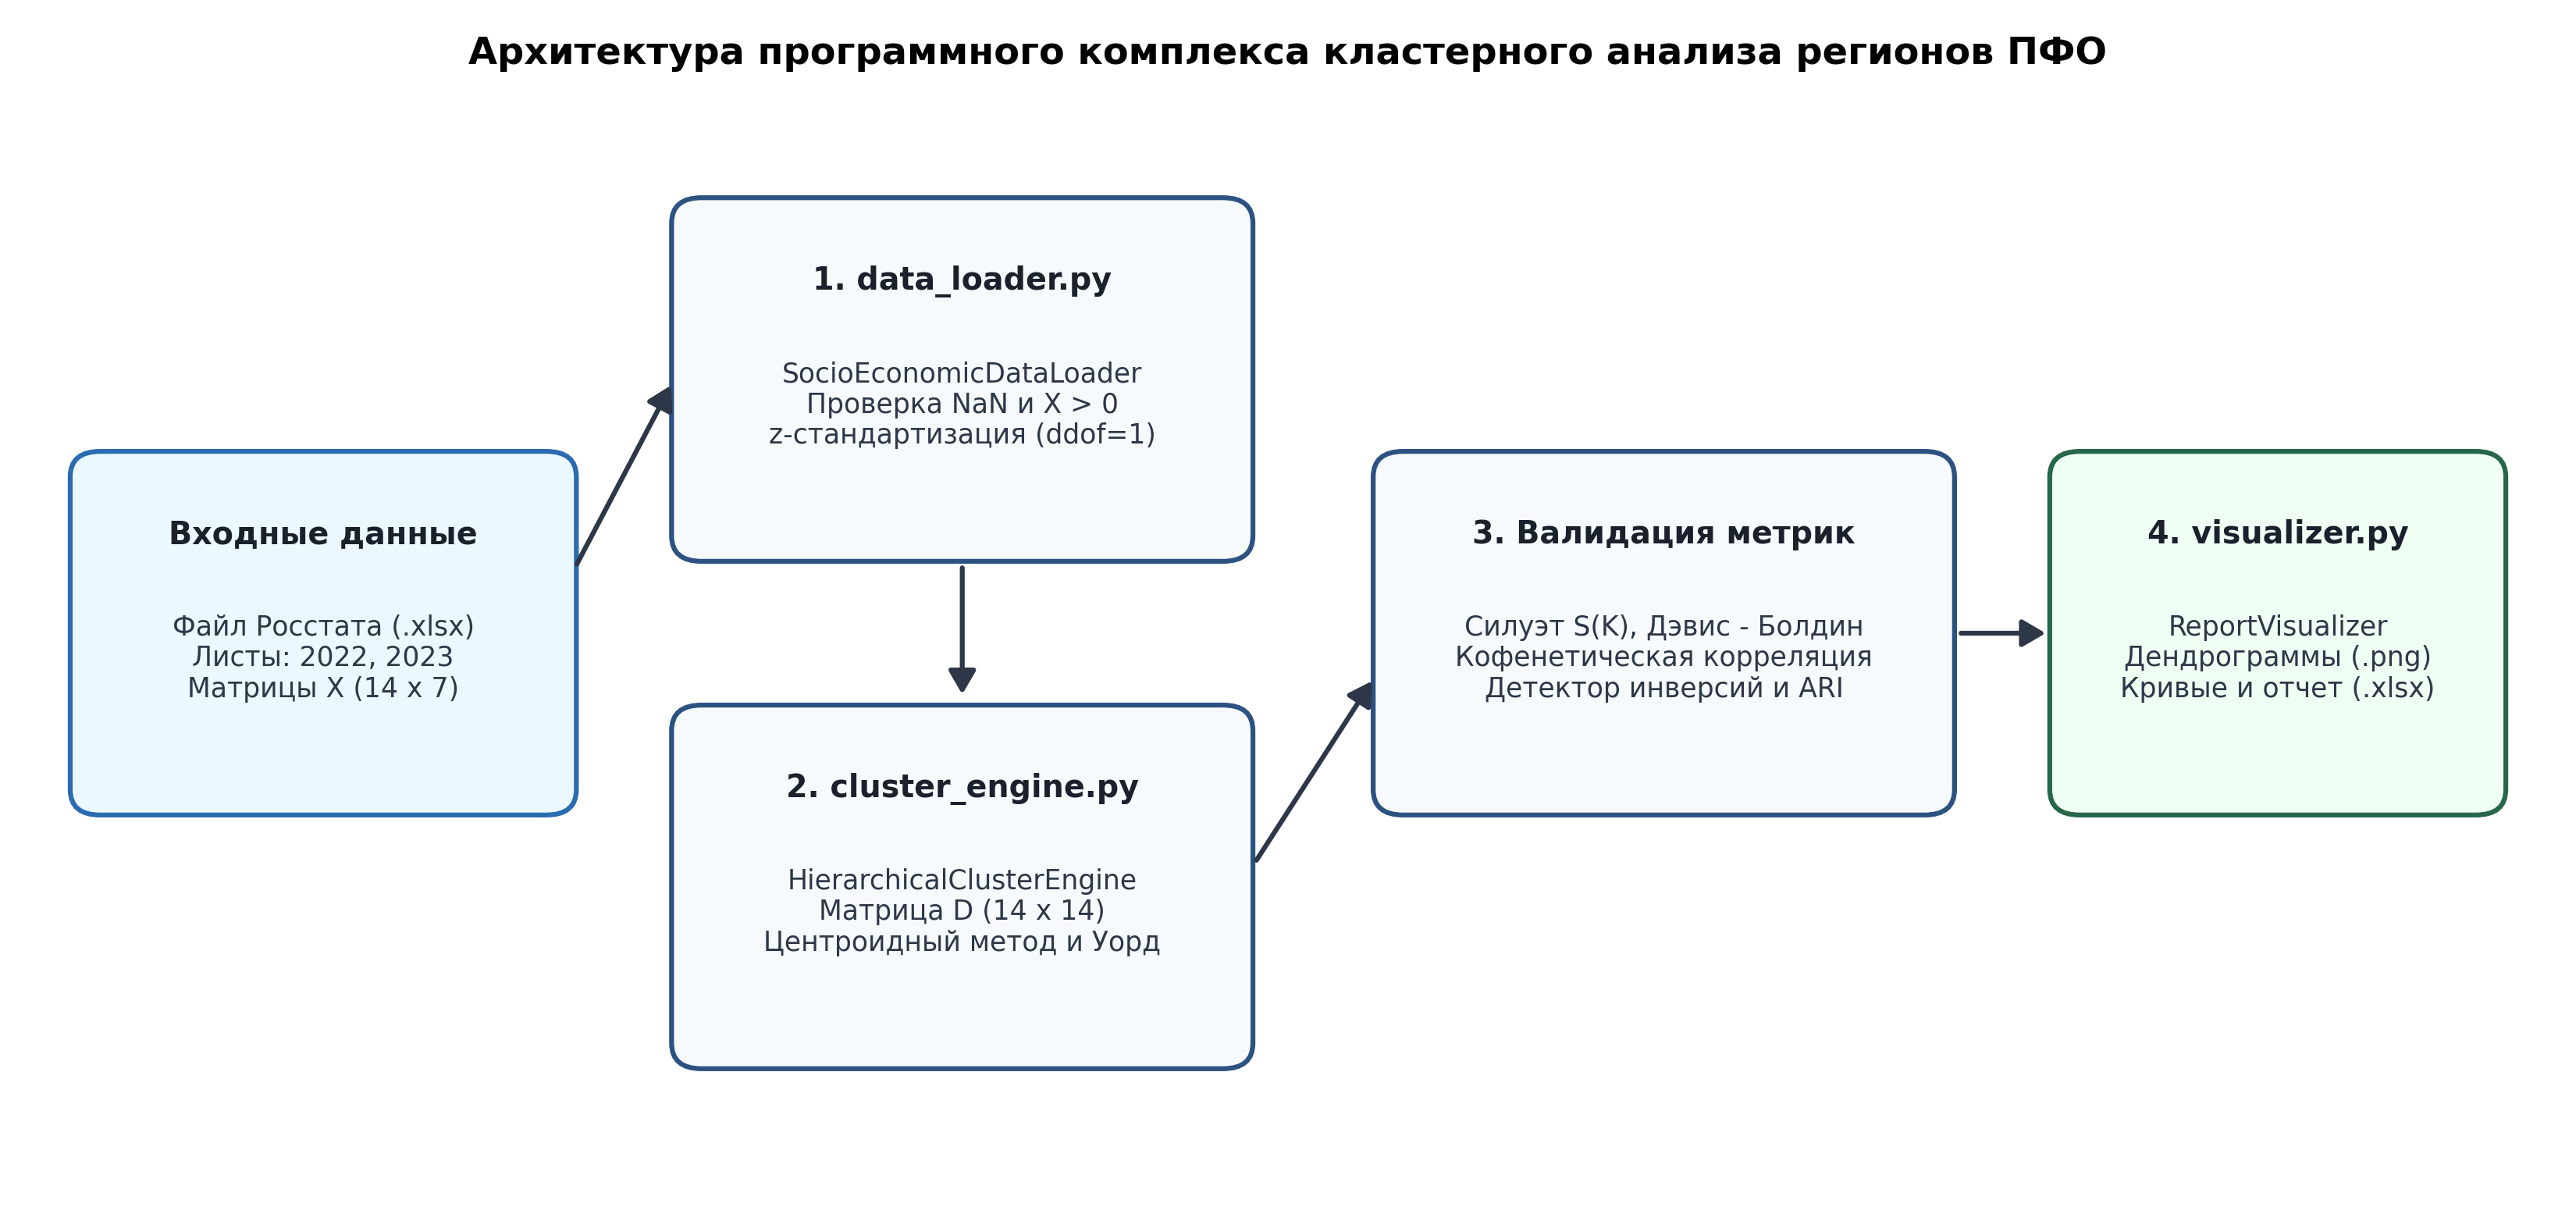 Архитектура программного комплекса кластерного анализа регионов ПФО
Входные данные
Файл Росстата (.xlsx)
Листы: 2022, 2023
Матрицы X (14 x 7)
1. data_loader.py
SocioEconomicDataLoader
Проверка NaN и X > 0
z-стандартизация (ddof=1)
2. cluster_engine.py
HierarchicalClusterEngine
Матрица D (14 x 14)
Центроидный метод и Уорд
3. Валидация метрик
Силуэт S(K), Дэвис - Болдин
Кофенетическая корреляция
Детектор инверсий и ARI
4. visualizer.py
ReportVisualizer
Дендрограммы (.png)
Кривые и отчет (.xlsx)